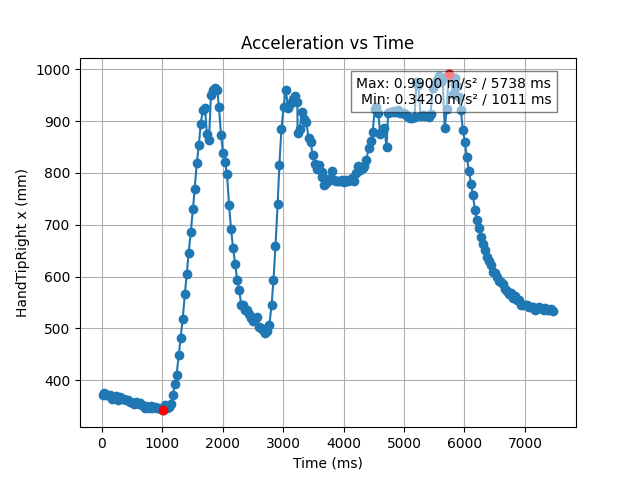 Acceleration vs Time
Max: 0.9900 m/s² / 5738 ms
Min: 0.3420 m/s² / 1011 ms
HandTipRight x (mm)
1000
900
800
700
600
500
400
0 1000 2000 3000 4000 5000 6000 7000
Time (ms)